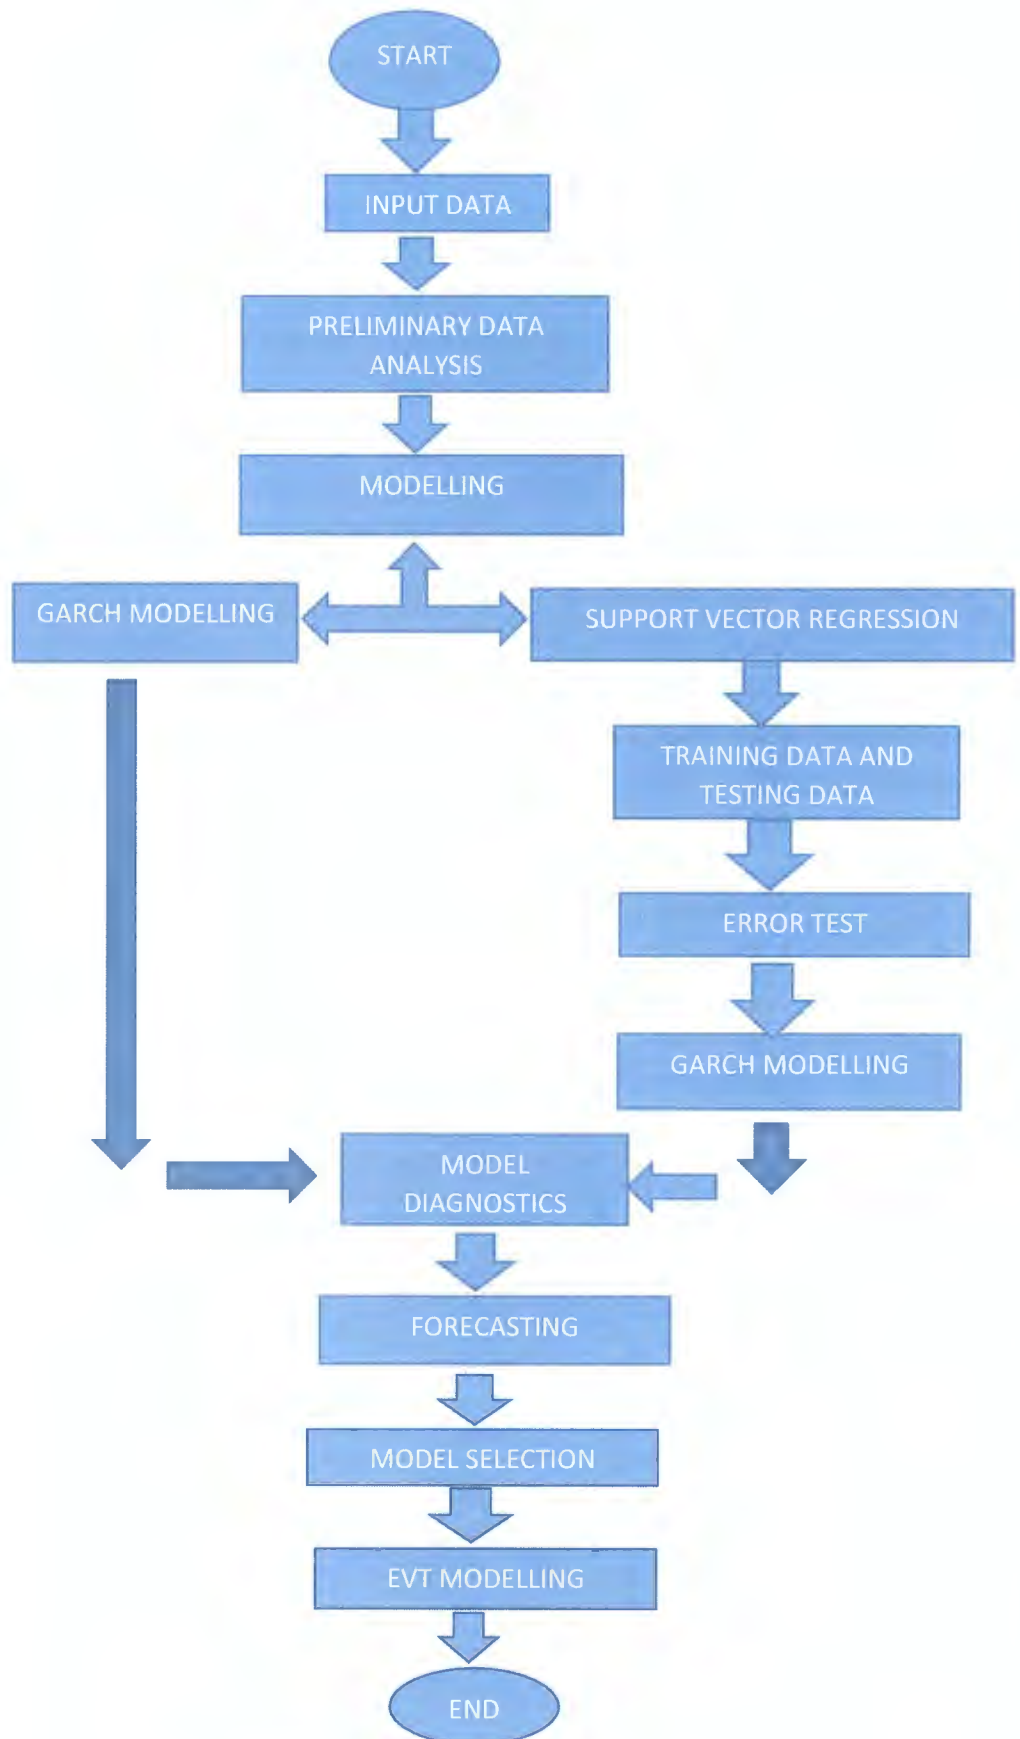 START
INPUT DATA
PRELIMINARY DATA
ANALYSIS
MODELLING
GARCH MODELLING
SUPPORT VECTOR REGRESSION
TRAINING DATA AND
TESTING DATA
ERROR TEST
GARCH MODELLING
MODEL
DIAGNOSTICS
FORECASTING
MODEL SELECTION
EVT MODELLING
END